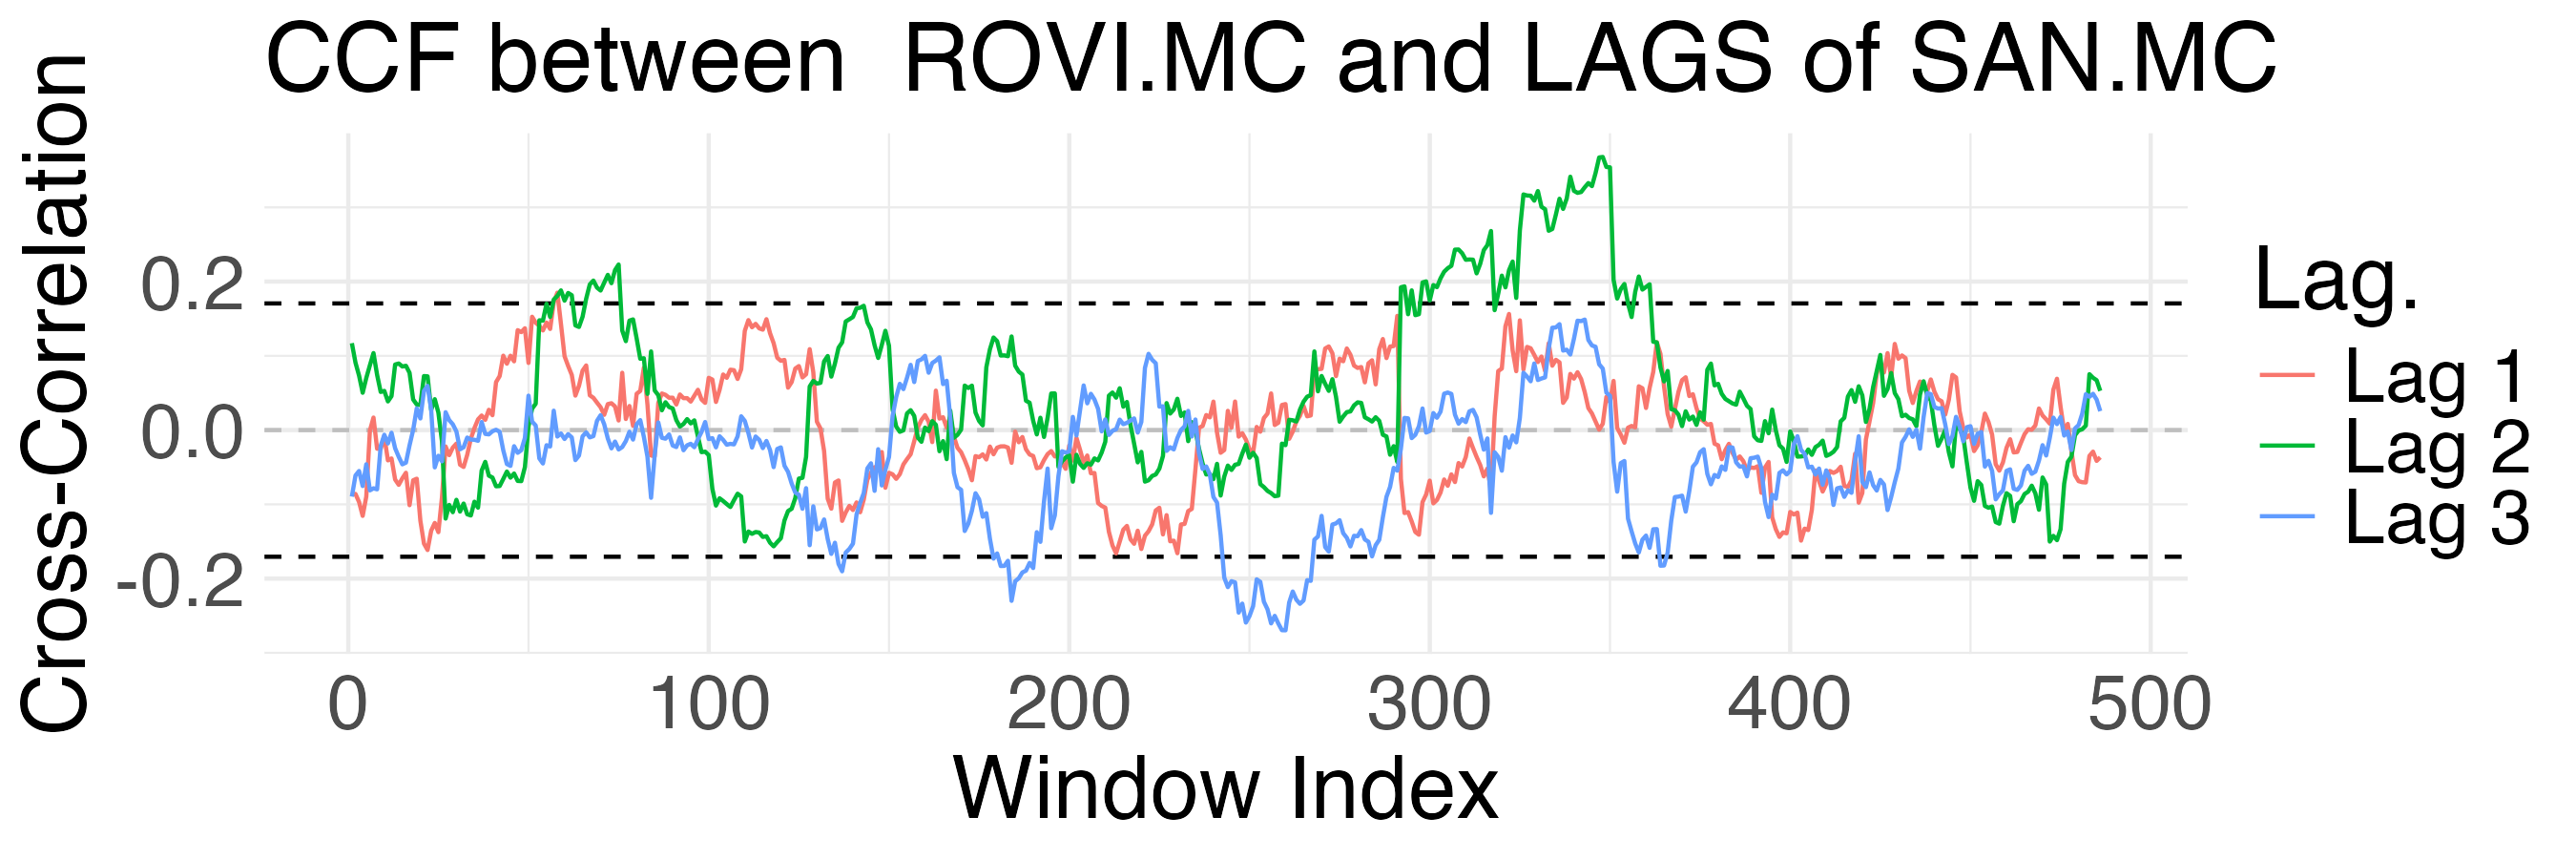 CCF between  ROVI.MC and LAGS of SAN.MC
Cross-Correlation
0.2
0.0
-0.2
0 100 200 300 400 500
Window Index
Lag.
Lag 1
Lag 2
Lag 3